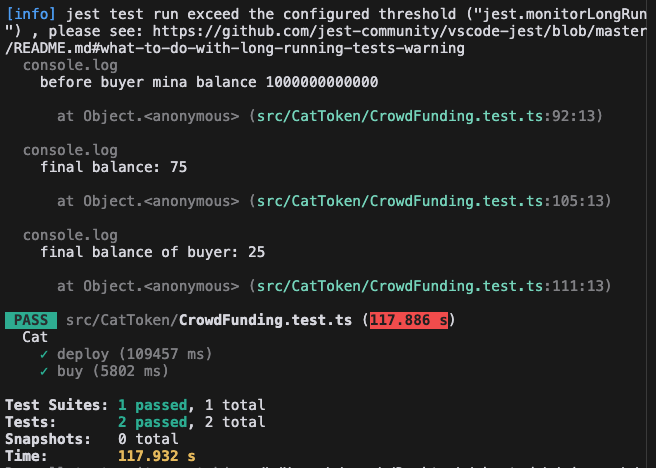 [info] jest test run exceed the configured threshold ("jest.monitorLongRun
") , please see: https://github.com/jest-community/vscode-jest/blob/master
/README.md#what-to-do-with-long-running-tests-warning
console.log
before buyer mina balance 1000000000000
at Object.<anonymous> (src/CatToken/CrowdFunding.test.ts:92:13)
console.log
final balance: 75
at Object.<anonymous> (src/CatToken/CrowdFunding.test.ts:105:13)
console.log
final balance of buyer: 25
at Object.<anonymous> (src/CatToken/CrowdFunding.test.ts:111:13)
PASS src/CatToken/CrowdFunding.test.ts (117.886 s)
Cat
✓ deploy (109457 ms)
✓ buy (5802 ms)
Test Suites: 1 passed, 1 total
Tests: 2 passed, 2 total
Snapshots: 0 total
Time: 117.932 s